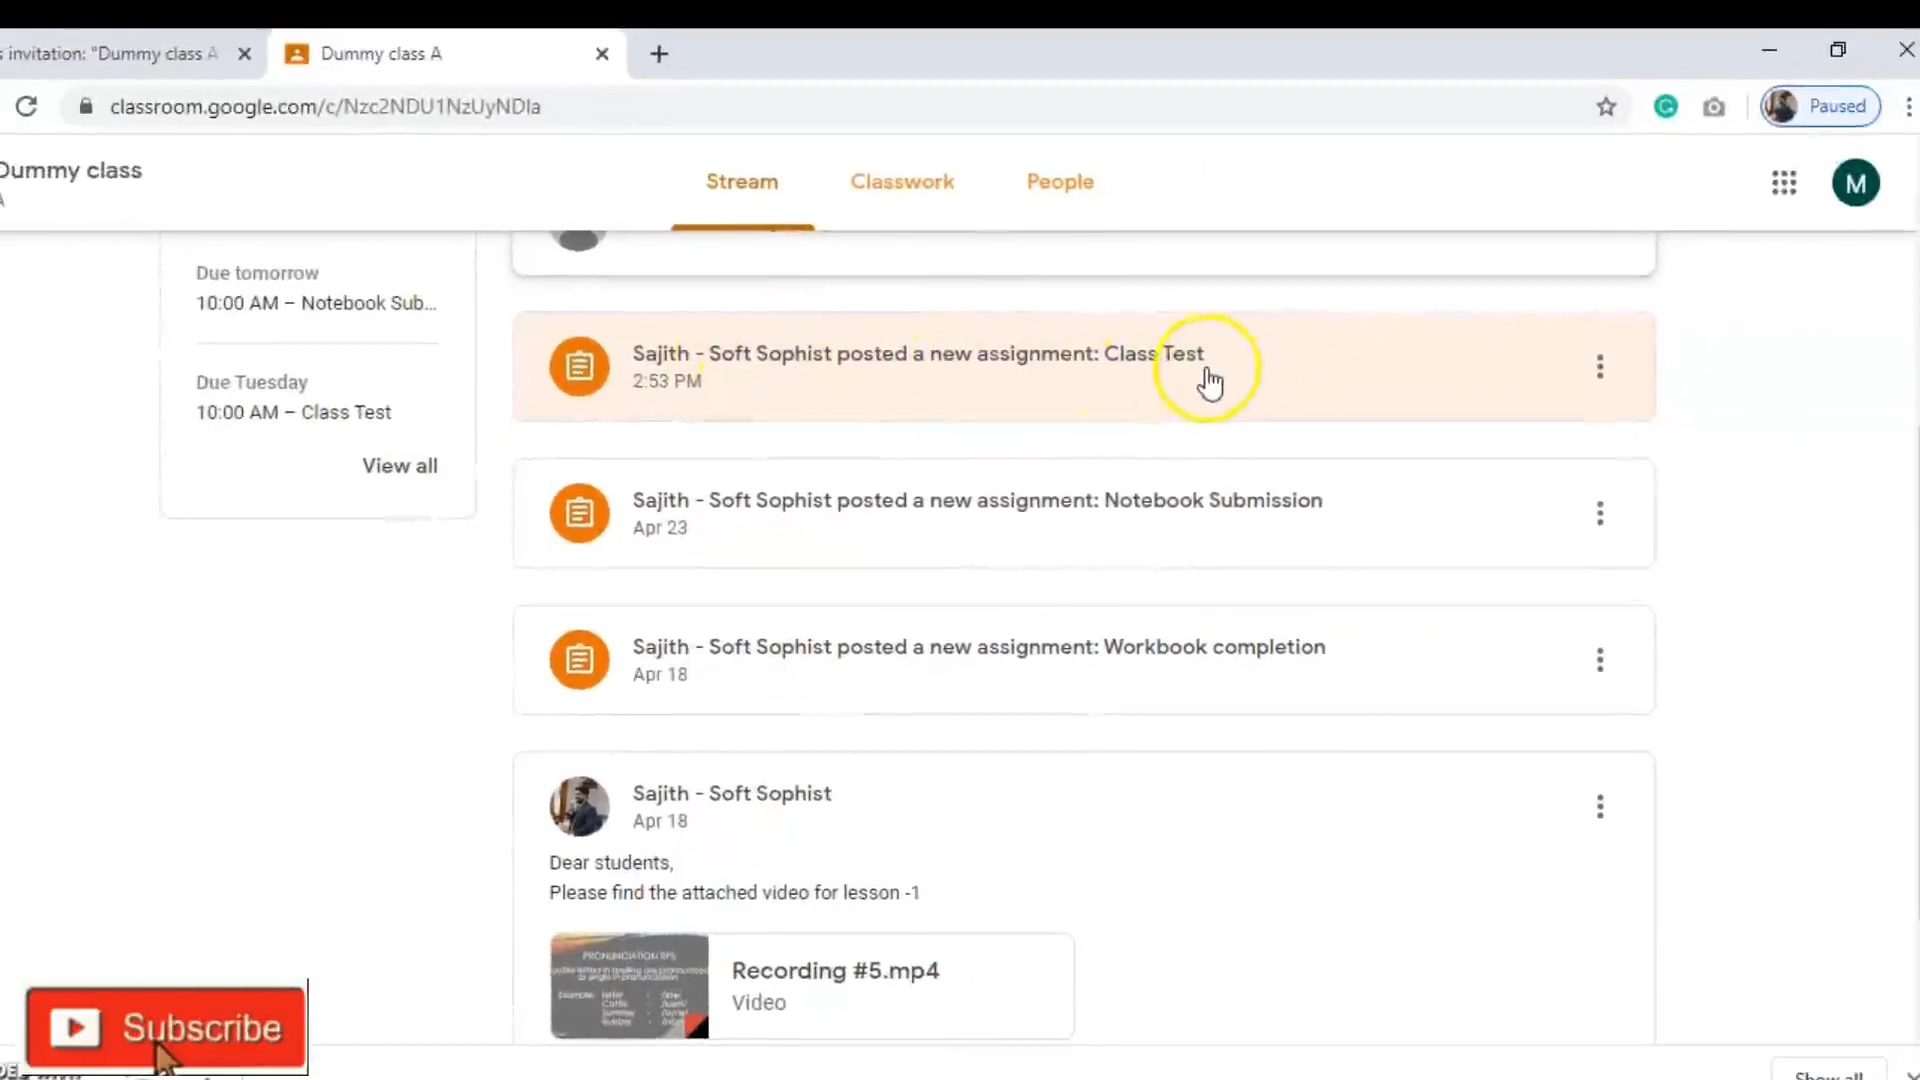 s invitation: "Dummy class A
Dummy class A
classroom.google.com/c/Nzc2NDU1NzUyNDIa
Paused
Dummy class
A
Stream
Classwork
People
M
Due tomorrow
10:00 AM – Notebook Sub...
Due Tuesday
10:00 AM – Class Test
View all
Sajith - Soft Sophist posted a new assignment: Class Test
2:53 PM
Sajith - Soft Sophist posted a new assignment: Notebook Submission
Apr 23
Sajith - Soft Sophist posted a new assignment: Workbook completion
Apr 18
Sajith - Soft Sophist
Apr 18
Dear students,
Please find the attached video for lesson -1
PRONUNCIATION TIPS
Recording #5.mp4
Video
Subscribe
Show all